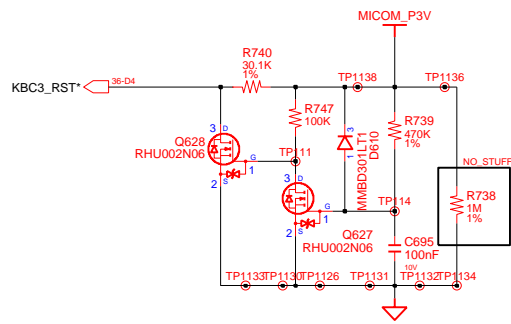 MICOM_P3V
R740
30.1K
1%
KBC3_RST*
36-D4
TP1138
TP1136
R747
100K
R739
470K
1%
3
D
Q628
RHU002N06
G
1
2
S
TP111
3
1
MMBD301LT1
D610
NO_STUFF
R738
1M
1%
3
D
G
1
2
S
TP114
Q627
RHU002N06
C695
100nF
10V
TP1133
TP1130
TP1126
TP1131
TP1132
TP1134